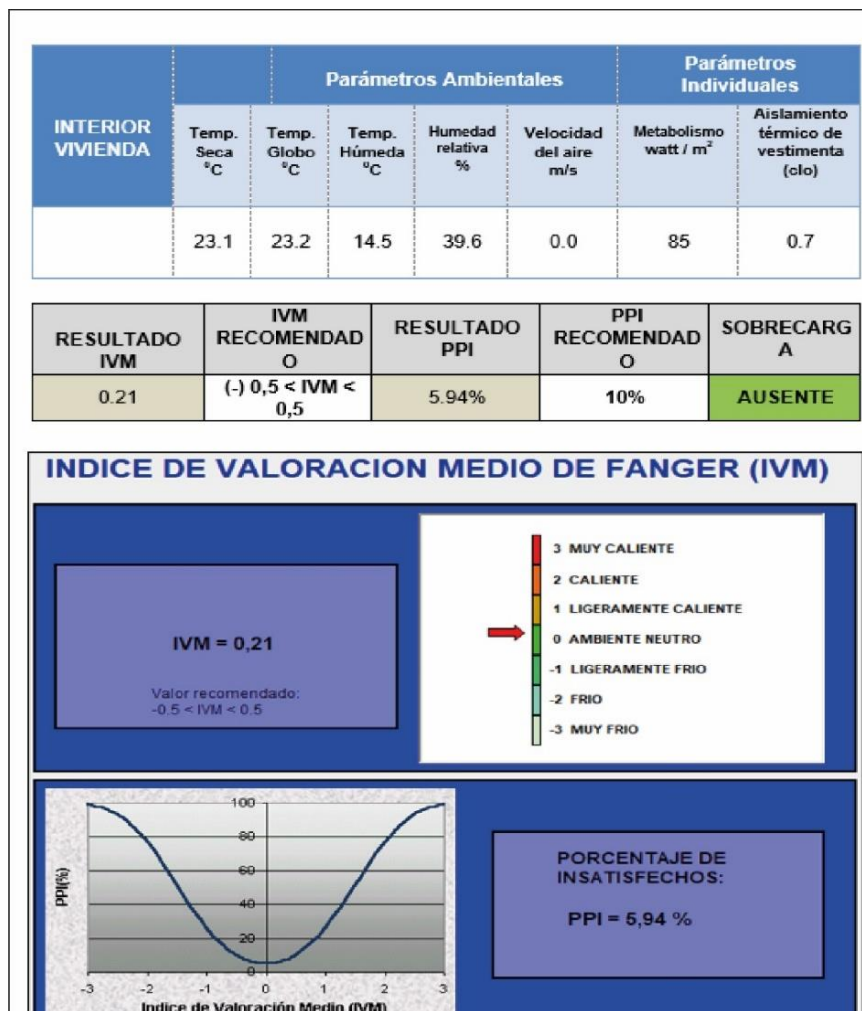 Parámetros Ambientales
Parámetros
Individuales
INTERIOR
VIVIENDA
Temp.
Seca
°C
Temp.
Globo
°C
Temp.
Húmeda
°C
Humedad
relativa
%
Velocidad
del aire
m/s
Metabolismo
watt / m²
Aislamiento
térmico de
vestimenta
(clo)
23.1 23.2 14.5 39.6 0.0 85 0.7
RESULTADO
IVM
IVM
RECOMENDAD
O
RESULTADO
PPI
PPI
RECOMENDAD
O
SOBRECARG
A
0.21
(-) 0,5 < IVM <
0,5
5.94%
10%
AUSENTE
INDICE DE VALORACION MEDIO DE FANGER (IVM)
IVM = 0,21
Valor recomendado:
-0,5 < IVM < 0,5
3 MUY CALIENTE
2 CALIENTE
1 LIGERAMENTE CALIENTE
0 AMBIENTE NEUTRO
-1 LIGERAMENTE FRIO
-2 FRIO
-3 MUY FRIO
PPI(%)
100
80
60
40
20
0
-3 -2 -1 0 1 2 3
Indice de Valoración Medio (IVM)
PORCENTAJE DE
INSATISFECHOS:
PPI = 5,94 %